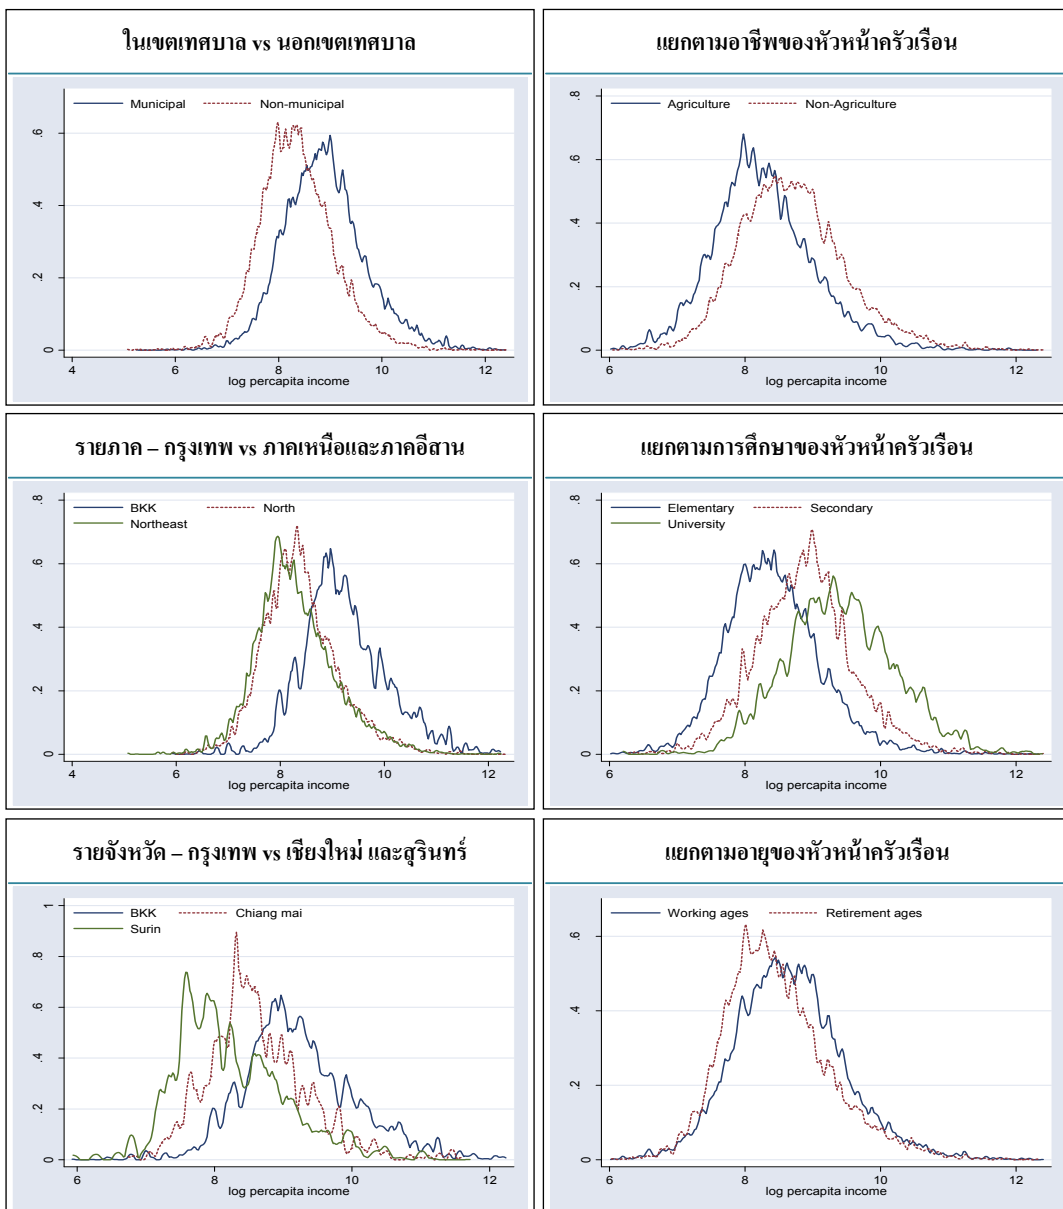 ในเขตเทศบาล vs นอกเขตเทศบาล
Municipal Non-municipal
.6
.4
.2
0
4 6 8 10 12
log percapita income
แยกตามอาชีพของหัวหน้าครัวเรือน
Agriculture Non-Agriculture
.8
.6
.4
.2
0
6 8 10 12
log percapita income
รายภาค – กรุงเทพ vs ภาคเหนือและภาคอีสาน
BKK North
Northeast
.8
.6
.4
.2
0
4 6 8 10 12
log percapita income
แยกตามการศึกษาของหัวหน้าครัวเรือน
Elementary Secondary
University
.8
.6
.4
.2
0
6 8 10 12
log percapita income
รายจังหวัด – กรุงเทพ vs เชียงใหม่ และสุรินทร์
BKK Chiang mai
Surin
1
.8
.6
.4
.2
0
6 8 10 12
log percapita income
แยกตามอายุของหัวหน้าครัวเรือน
Working ages Retirement ages
.6
.4
.2
0
6 8 10 12
log percapita income